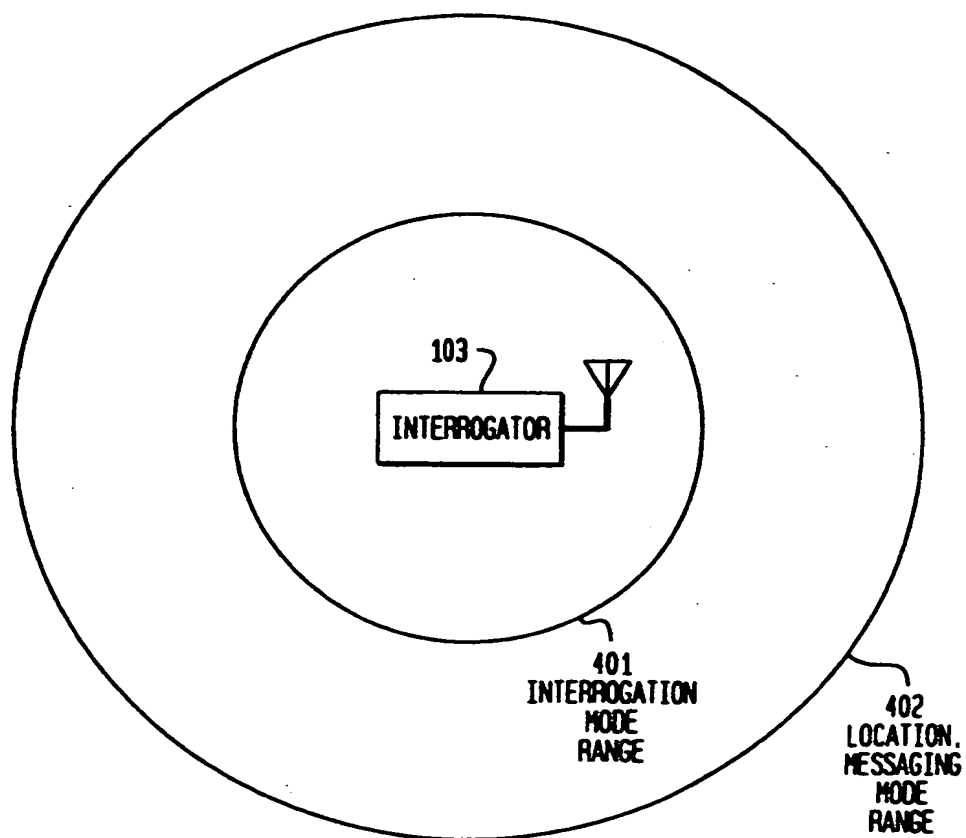 103
INTERROGATOR
401
INTERROGATION
MODE
RANGE
402
LOCATION.
MESSAGING
MODE
RANGE